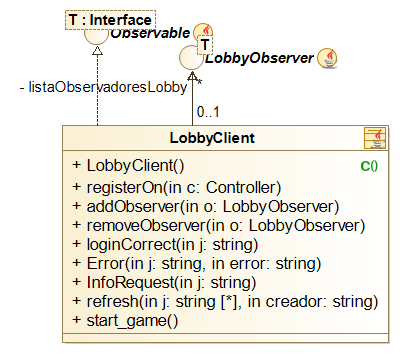 T : Interface
Observable
T
LobbyObserver
- listaObservadoresLobby
*
0..1
LobbyClient
+ LobbyClient()
C()
+ registerOn(in c: Controller)
+ addObserver(in o: LobbyObserver)
+ removeObserver(in o: LobbyObserver)
+ loginCorrect(in j: string)
+ Error(in j: string, in error: string)
+ InfoRequest(in j: string)
+ refresh(in j: string [*], in creador: string)
+ start_game()